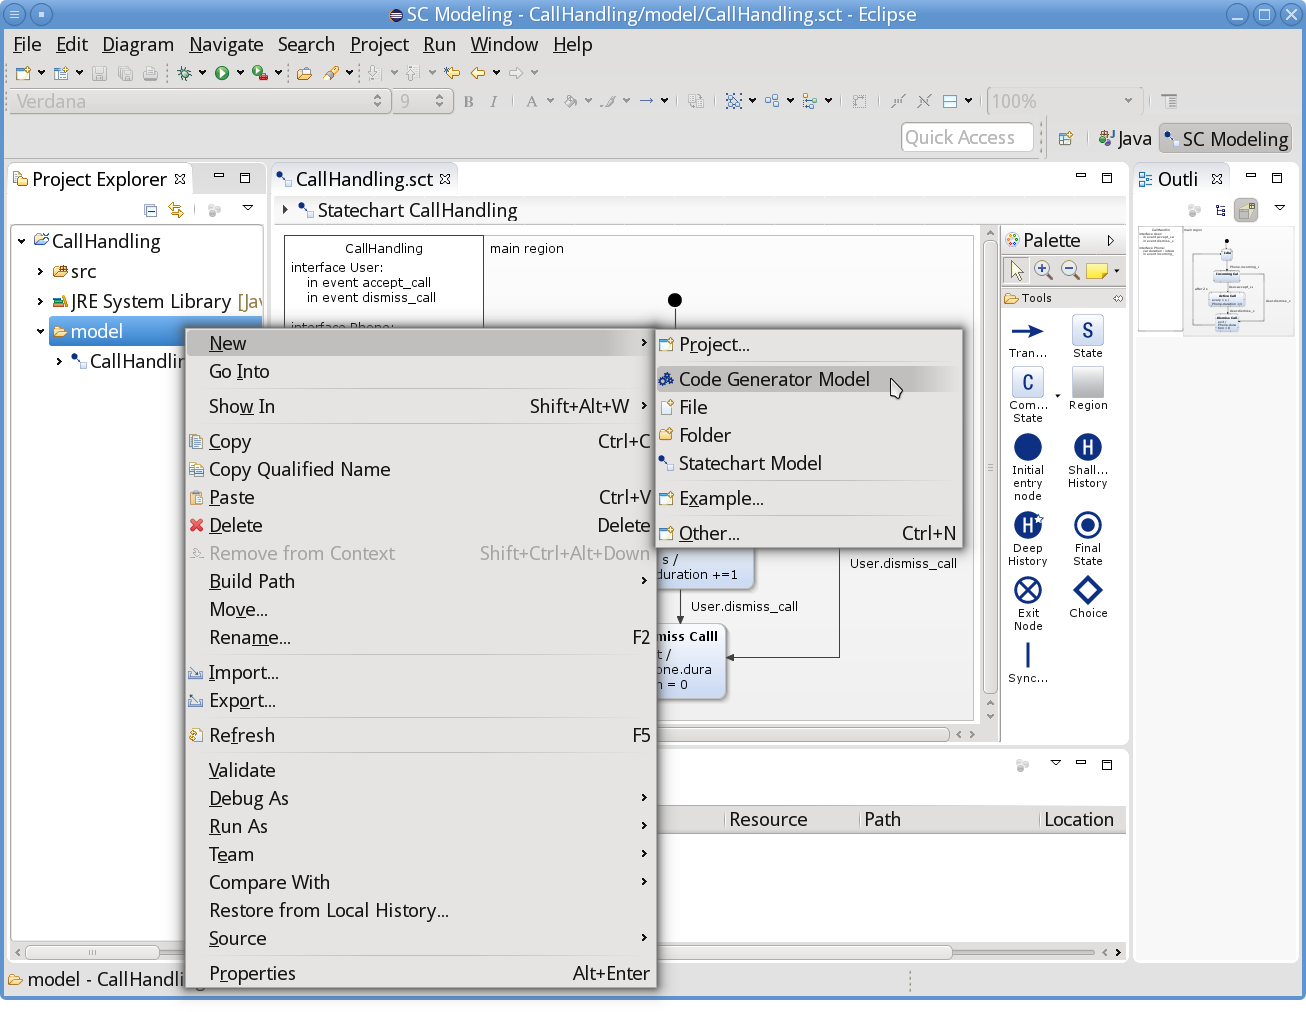 SC Modeling - CallHandling/model/CallHandling.sct - Eclipse
File Edit Diagram Navigate Search Project Run Window Help
Verdana 9 B I A 100%
Quick Access Java SC Modeling
Project Explorer
CallHandling
src
JRE System Library [Jav
model
CallHandlin
CallHandling.sct
Statechart CallHandling
CallHandling
interface User:
in event accept_call
in event dismiss_call
interface Phone:
main region
s /
duration +=1
User.dismiss_call
User.dismiss_call
miss Calll
t /
one.dura
n = 0
Palette
Tools
Tran...
S
State
C
Com...
State
Region
Initial
entry
node
H
Shall...
History
H
Deep
History
Final
State
Exit
Node
Choice
Sync...
Outli
New
Go Into
Show In Shift+Alt+W
Copy Ctrl+C
Copy Qualified Name
Paste Ctrl+V
Delete Delete
Remove from Context Shift+Ctrl+Alt+Down
Build Path
Move...
Rename... F2
Import...
Export...
Refresh F5
Validate
Debug As
Run As
Team
Compare With
Restore from Local History...
Source
Properties Alt+Enter
Project...
Code Generator Model
File
Folder
Statechart Model
Example...
Other... Ctrl+N
Resource Path Location
model - CallHandli